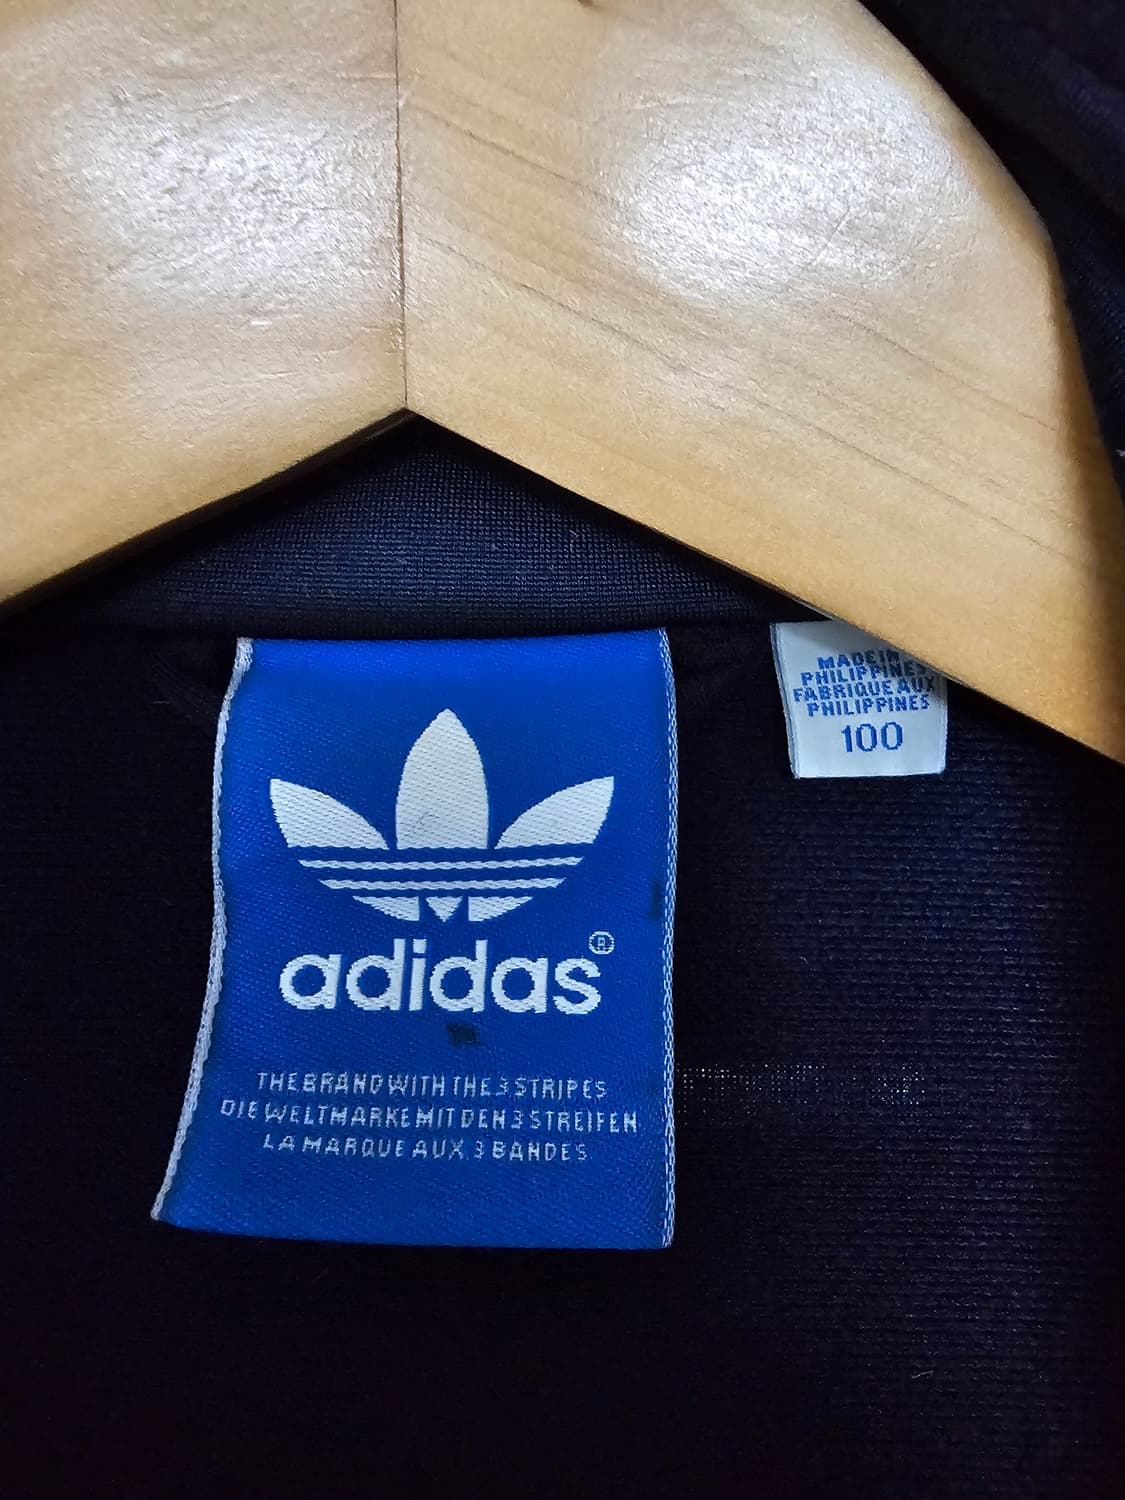 adidas®
THE BRAND WITH THE 3 STRIPES
DIE WELTMARKE MIT DEN 3 STREIFEN
LA MARQUE AUX 3 BANDES
MADE IN
PHILIPPINES
FABRIQUE AUX
PHILIPPINES
100